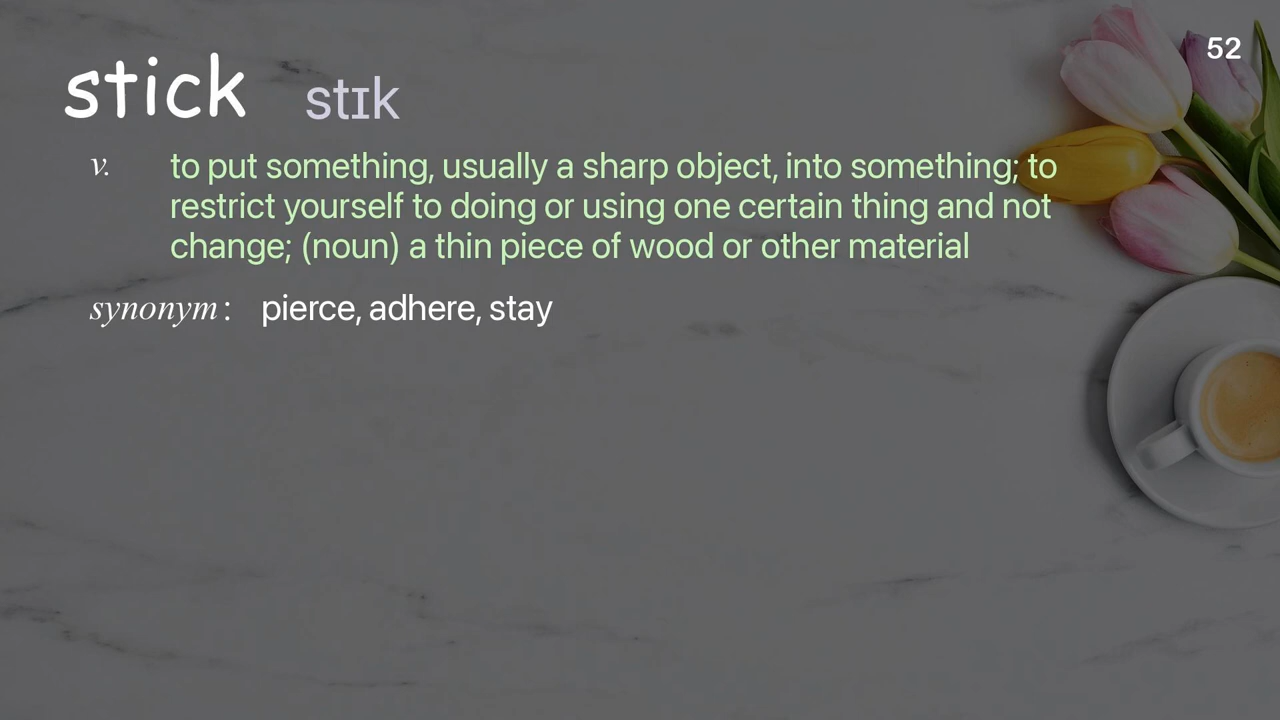 52
stick stɪk
v. to put something, usually a sharp object, into something; to
restrict yourself to doing or using one certain thing and not
change; (noun) a thin piece of wood or other material
synonym: pierce, adhere, stay